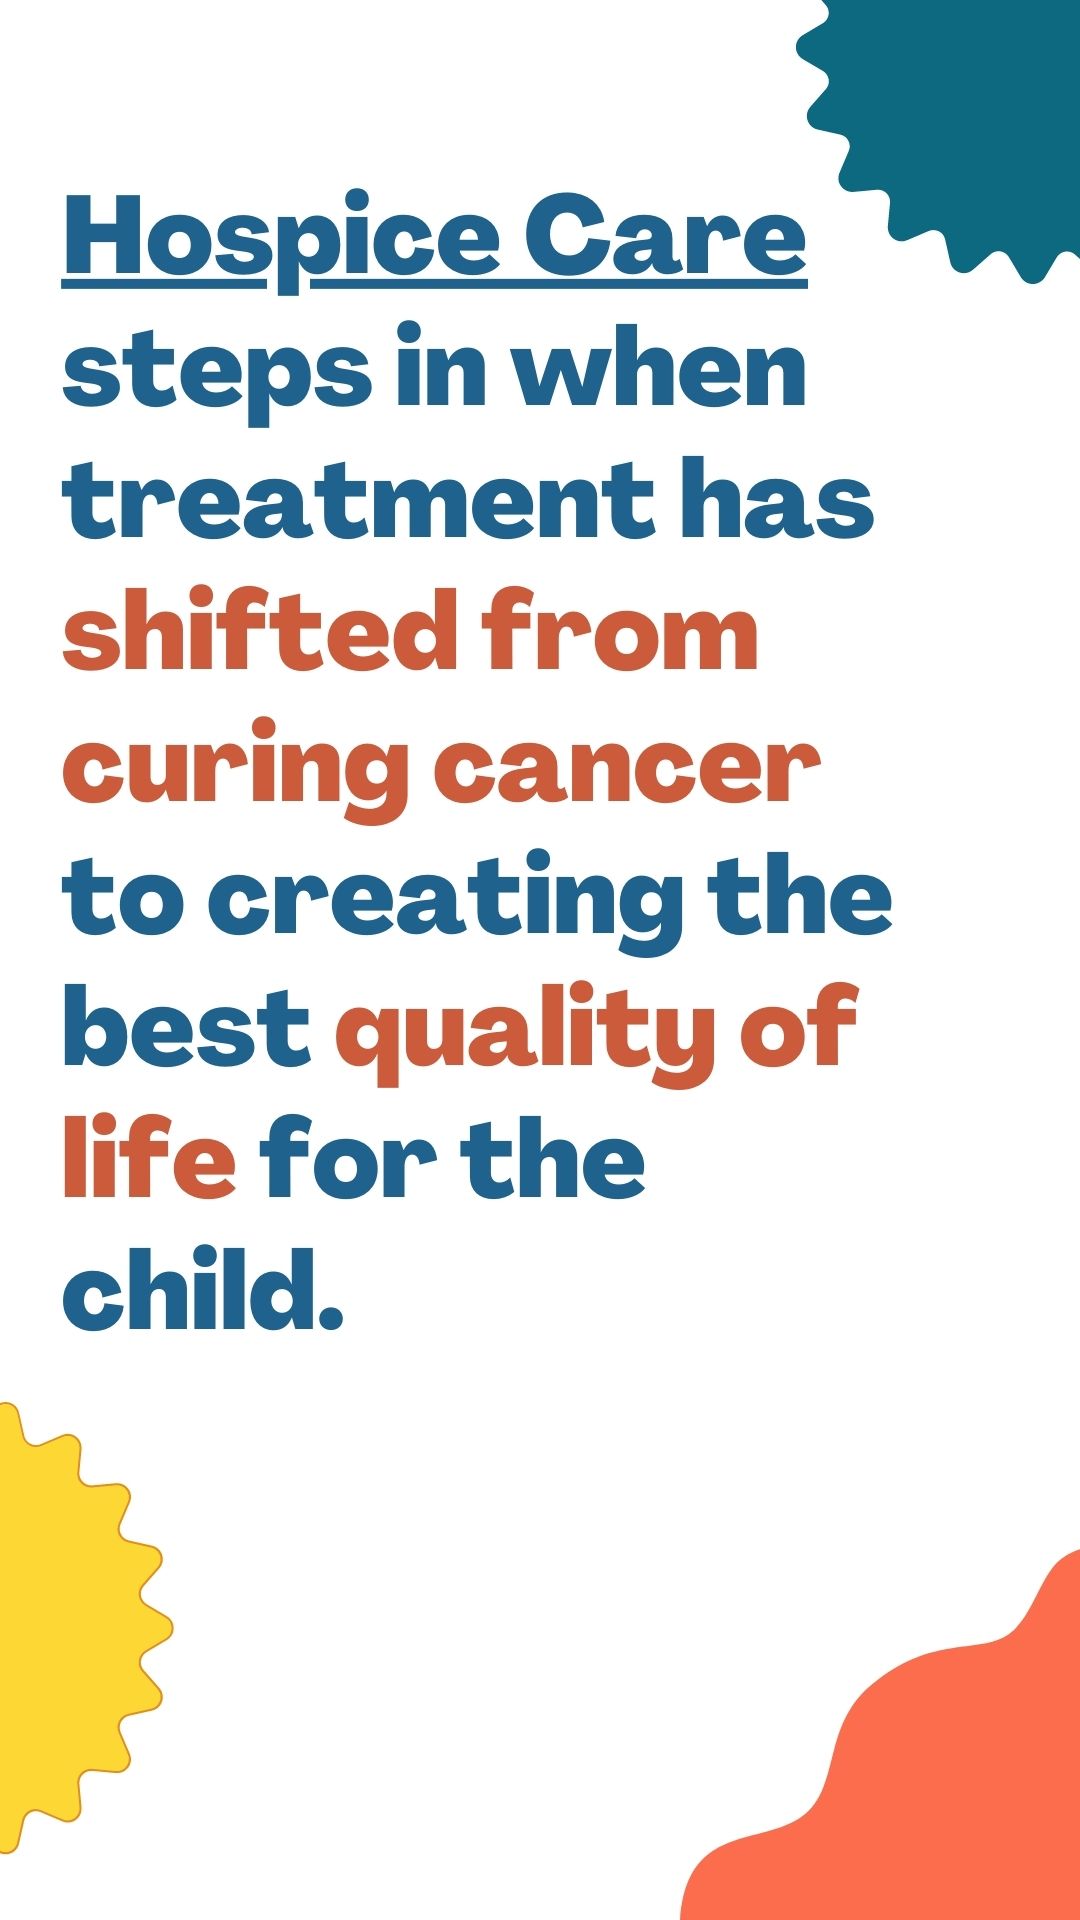 Hospice Care
steps in when
treatment has
shifted from
curing cancer
to creating the
best quality of
life for the
child.